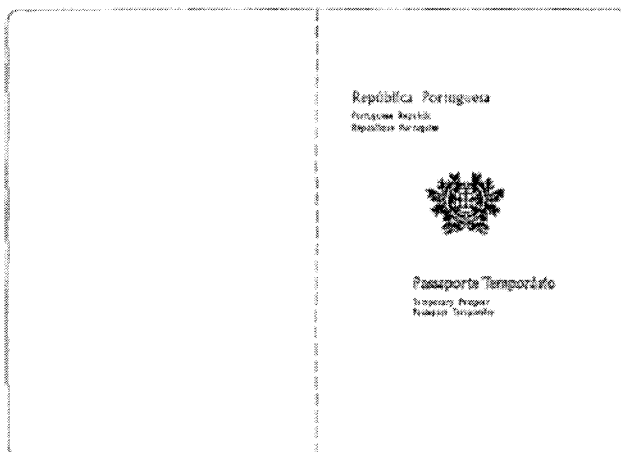 República Portuguesa
Portuguese Republic
République Portugaise
Passaporte Temporário
Temporary Passport
Passeport Temporaire